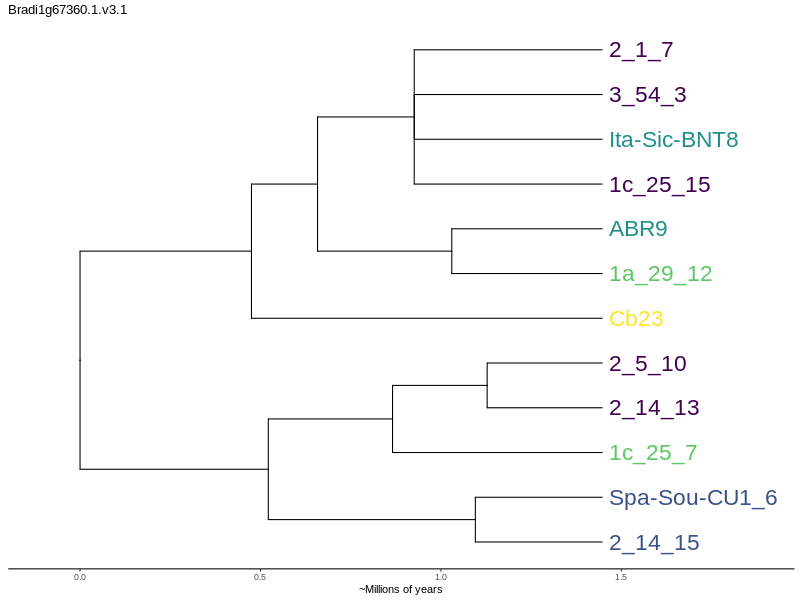 Bradi1g67360.1.v3.1
2_1_7
3_54_3
Ita-Sic-BNT8
1c_25_15
ABR9
1a_29_12
Cb23
2_5_10
2_14_13
1c_25_7
Spa-Sou-CU1_6
2_14_15
0.0 0.5 1.0 1.5
~Millions of years